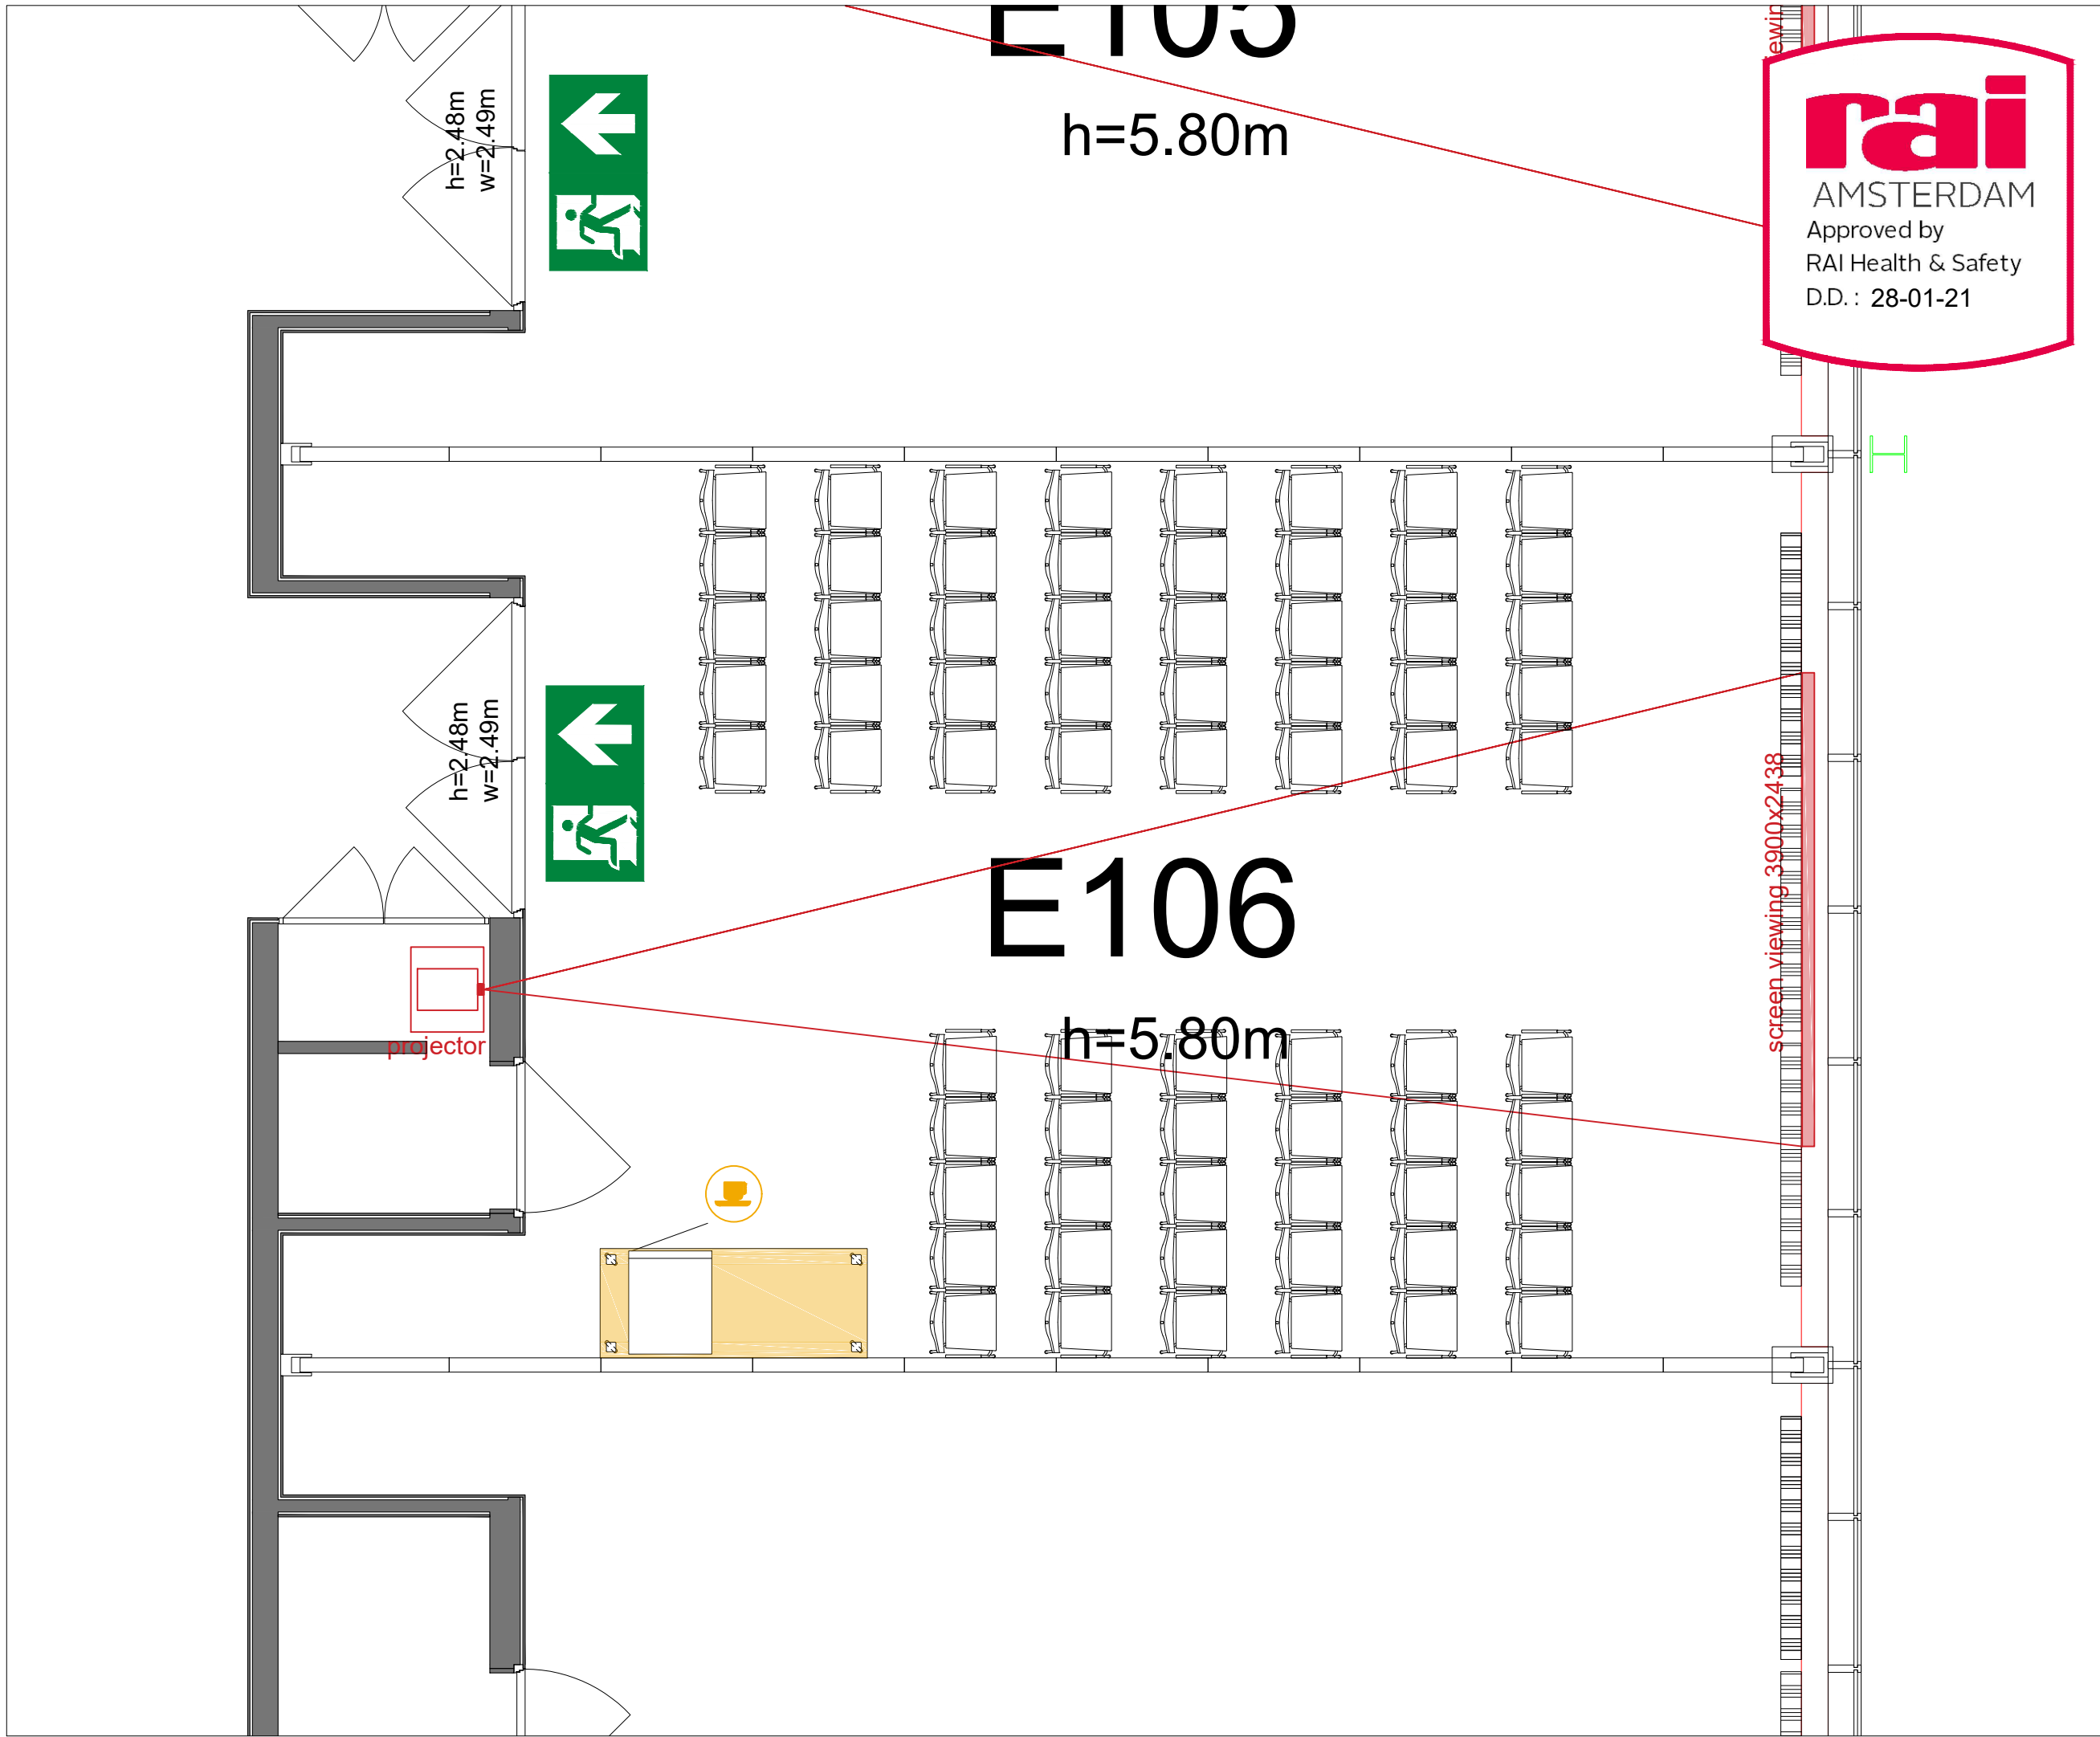 E105
h=5.80m
h=2.48m
w=2.49m
rai
AMSTERDAM
Approved by
RAI Health & Safety
D.D. : 28-01-21
h=2.48m
w=2.49m
E106
h=5.80m
screen viewing 3900x2438
projector